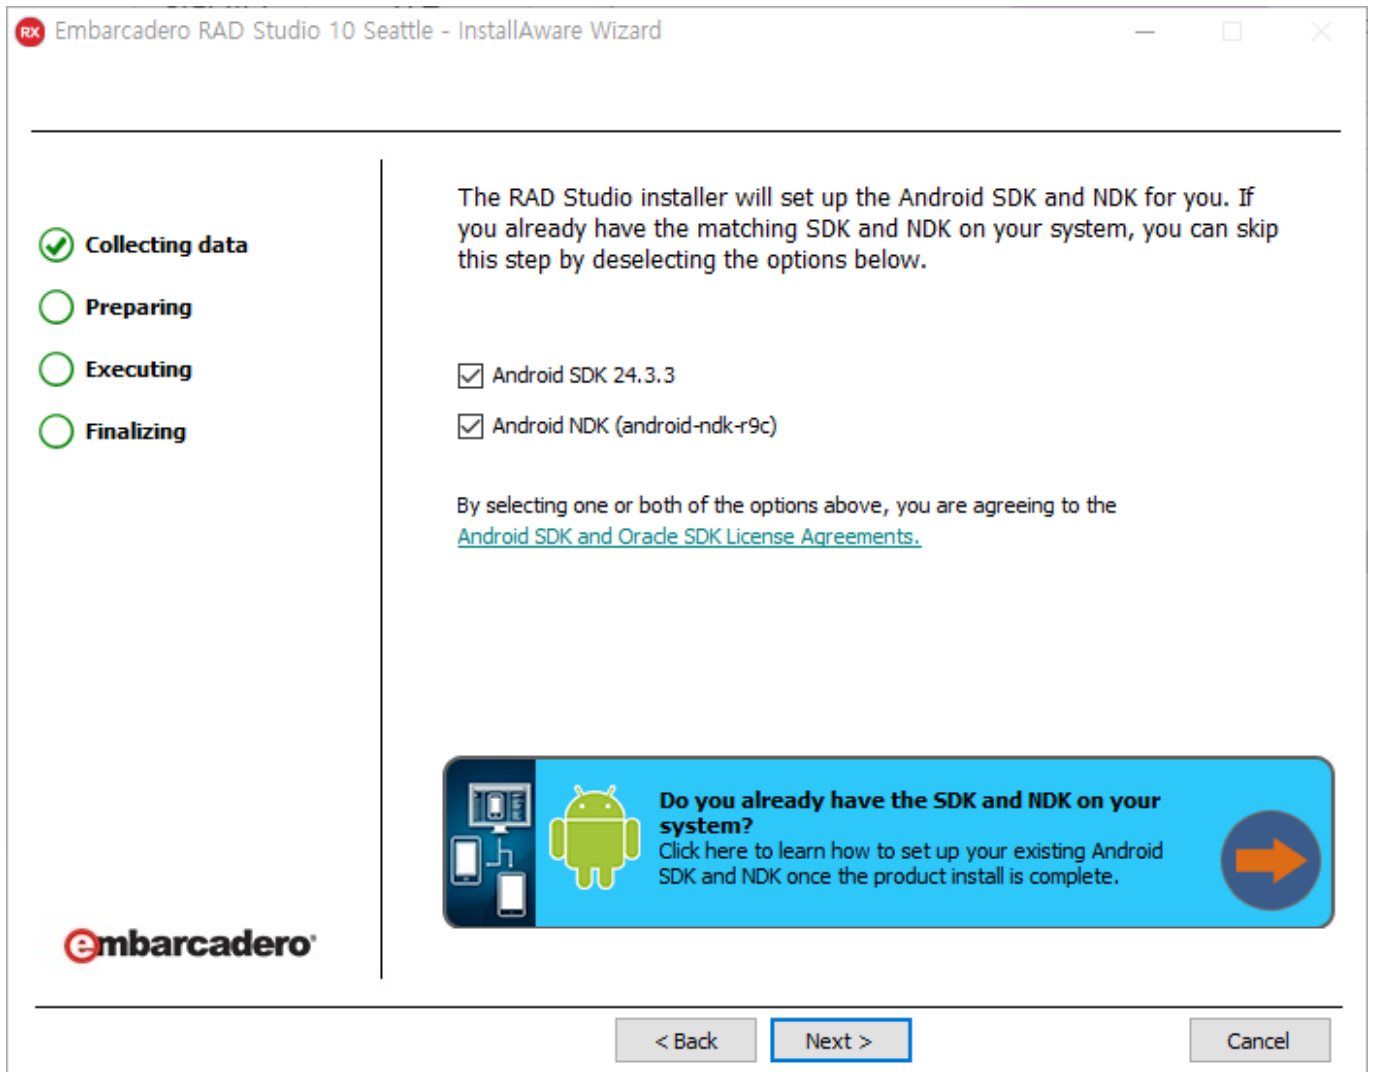 RX Embarcadero RAD Studio 10 Seattle - InstallAware Wizard
Collecting data
Preparing
Executing
Finalizing
The RAD Studio installer will set up the Android SDK and NDK for you. If
you already have the matching SDK and NDK on your system, you can skip
this step by deselecting the options below.
Android SDK 24.3.3
Android NDK (android-ndk-r9c)
By selecting one or both of the options above, you are agreeing to the
Android SDK and Oracle SDK License Agreements.
Do you already have the SDK and NDK on your
system?
Click here to learn how to set up your existing Android
SDK and NDK once the product install is complete.
embarcadero
< Back
Next >
Cancel